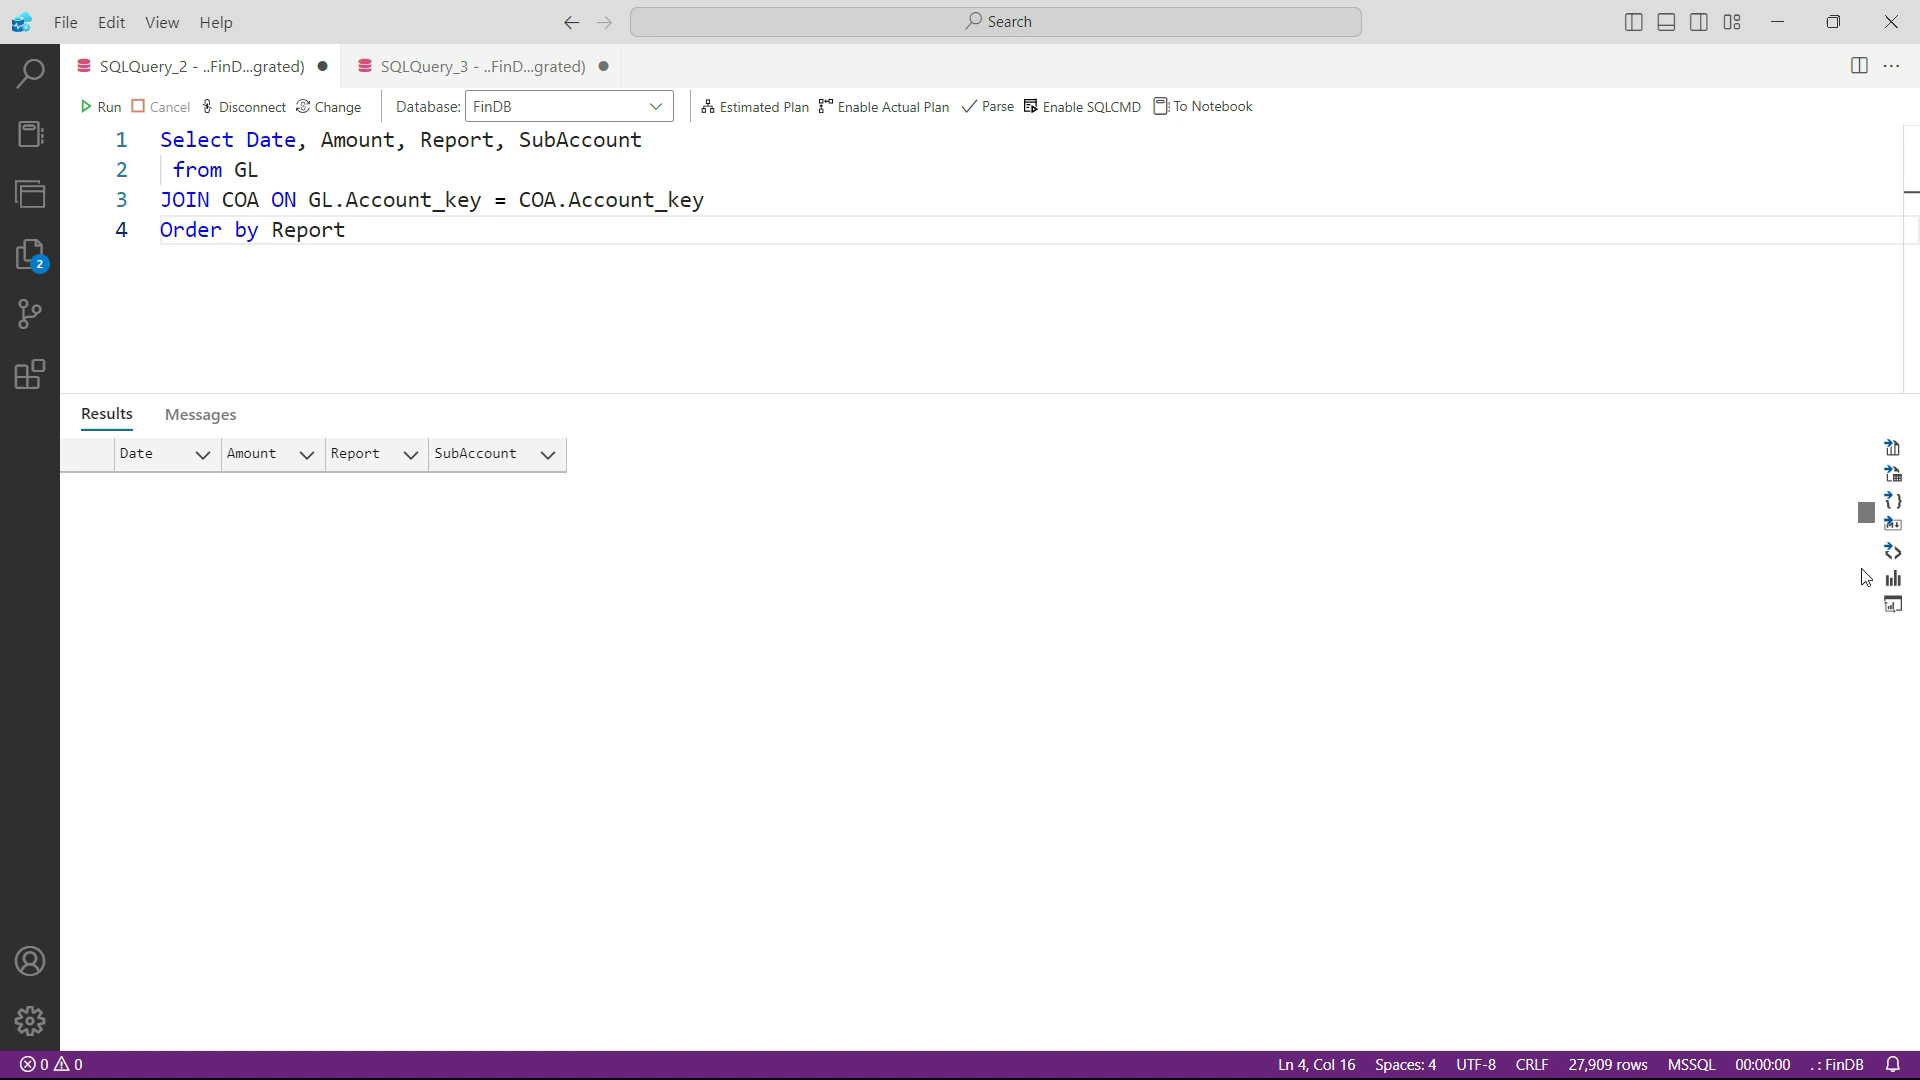 File Edit View Help
Search
SQLQuery_2 - ..FinD...grated)
SQLQuery_3 - ..FinD...grated)
Run Cancel Disconnect Change Database: FinDB Estimated Plan Enable Actual Plan Parse Enable SQLCMD To Notebook
1 Select Date, Amount, Report, SubAccount
2 from GL
3 JOIN COA ON GL.Account_key = COA.Account_key
4 Order by Report
2
Results Messages
Date Amount Report SubAccount
0 0 Ln 4, Col 16 Spaces: 4 UTF-8 CRLF 27,909 rows MSSQL 00:00:00 . : FinDB